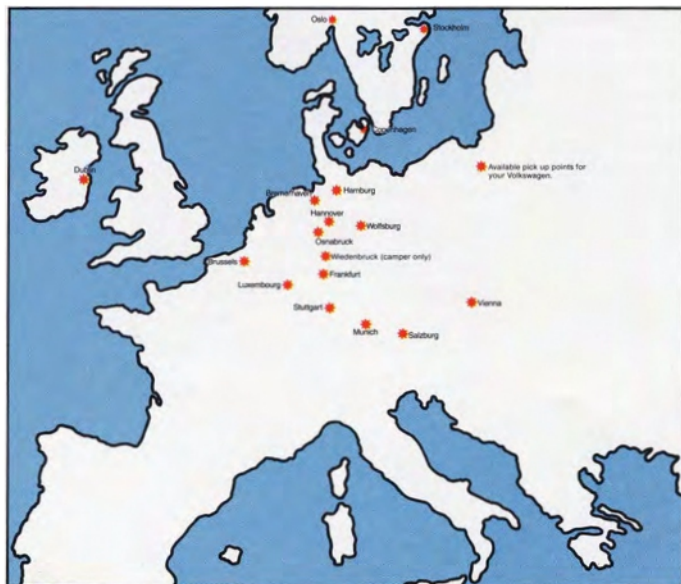 Oslo
Stockholm
Copenhagen
Dublin
Available pick up points for
your Volkswagen.
Hamburg
Bremerhaven
Hannover
Wolfsburg
Osnabruck
Wiedenbruck (camper only)
Brussels
Frankfurt
Luxembourg
Vienna
Stuttgart
Munich
Salzburg